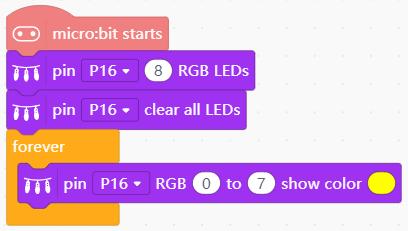 micro:bit starts
pin P16 8 RGB LEDs
pin P16 clear all LEDs
forever
pin P16 RGB 0 to 7 show color